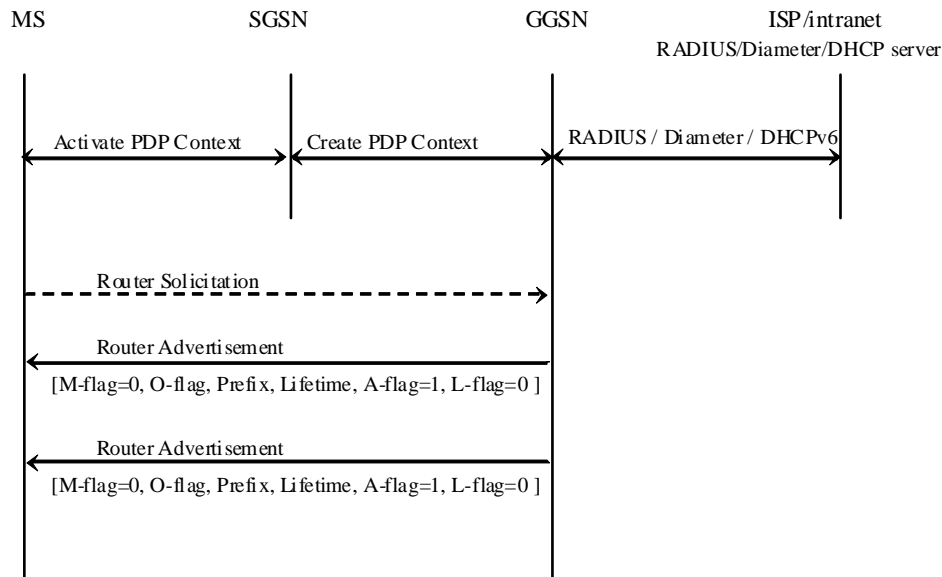 MS SGSN GGSN ISP/intranet
RADIUS/Diameter/DHCP server
Activate PDP Context Create PDP Context RADIUS / Diameter / DHCPv6
Router Solicitation
Router Advertisement
[M-flag=0, O-flag, Prefix, Lifetime, A-flag=1, L-flag=0 ]
Router Advertisement
[M-flag=0, O-flag, Prefix, Lifetime, A-flag=1, L-flag=0 ]